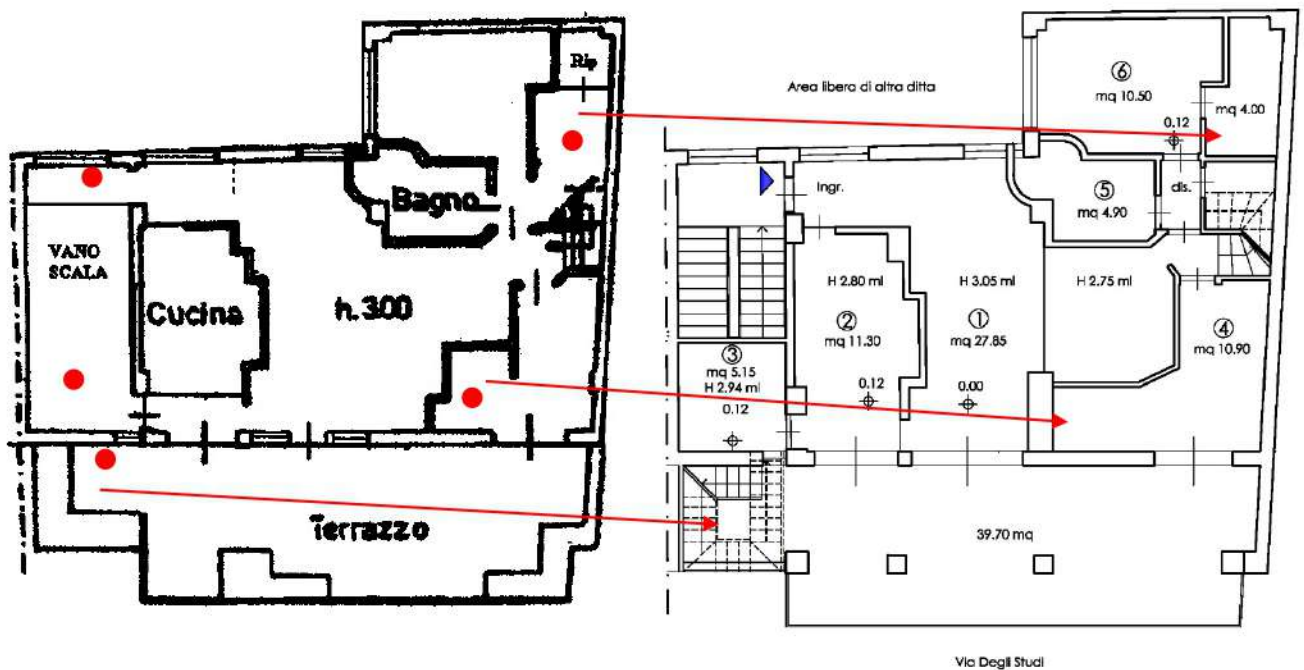 Rip
Bagno
VANO
SCALA
Cucina
h.300
Terrazzo
Area libera di altra ditta
6
mq 10.50
0.12
mq 4.00
Ingr.
5
mq 4.90
dis.
H 2.80 ml
2
mq 11.30
0.12
H 3.05 ml
1
mq 27.85
0.00
H 2.75 ml
4
mq 10.90
3
mq 5.15
H 2.94 ml
0.12
39.70 mq
Via Degli Studi